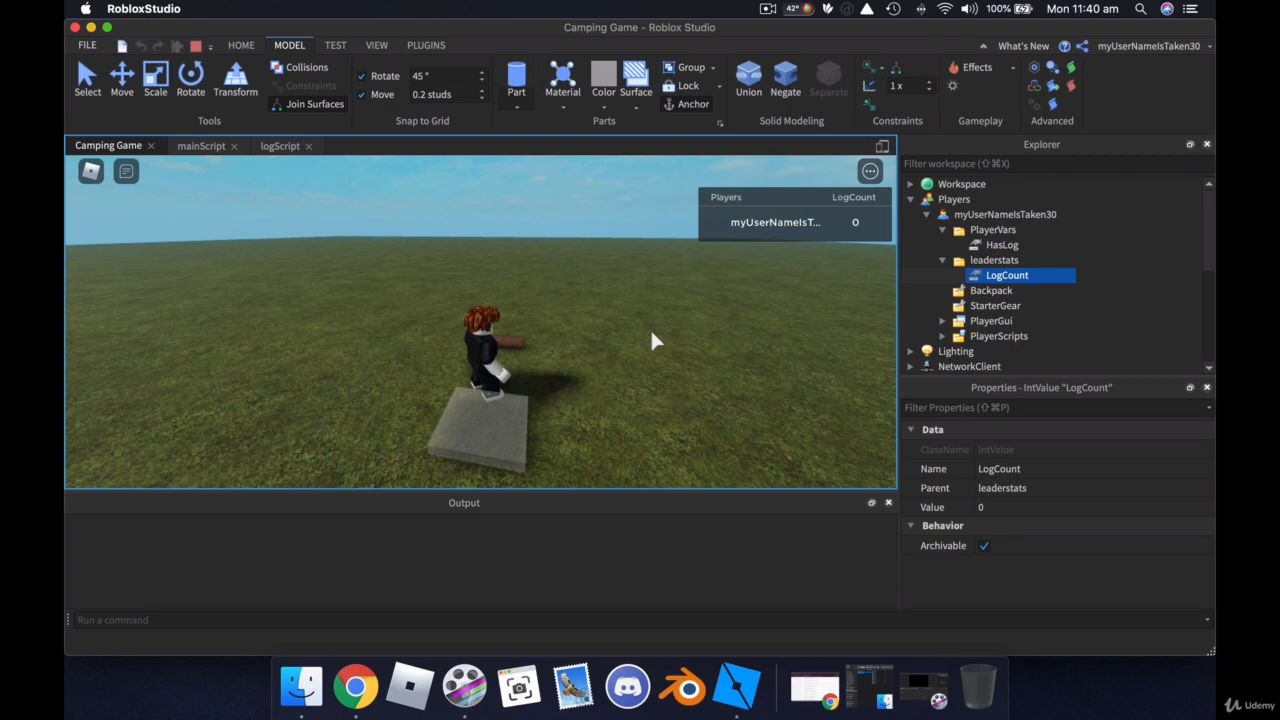 RobloxStudio
42°
100%
Mon 11:40 am
Camping Game - Roblox Studio
FILE
HOME
MODEL
TEST
VIEW
PLUGINS
What's New
myUserNameIsTaken30
Select
Move
Scale
Rotate
Transform
Collisions
Constraints
Join Surfaces
Rotate
45 °
Move
0.2 studs
Part
Material
Color
Surface
Group
Lock
Anchor
Union
Negate
Separate
1 x
Effects
Tools
Snap to Grid
Parts
Solid Modeling
Constraints
Gameplay
Advanced
Camping Game
mainScript
logScript
Players
LogCount
myUserNameIsT...
0
Output
Run a command
Explorer
Filter workspace (⇧⌘X)
Workspace
Players
myUserNameIsTaken30
PlayerVars
HasLog
leaderstats
LogCount
Backpack
StarterGear
PlayerGui
PlayerScripts
Lighting
NetworkClient
Properties - IntValue "LogCount"
Filter Properties (⇧⌘P)
Data
ClassName IntValue
Name LogCount
Parent leaderstats
Value 0
Behavior
Archivable
Udemy